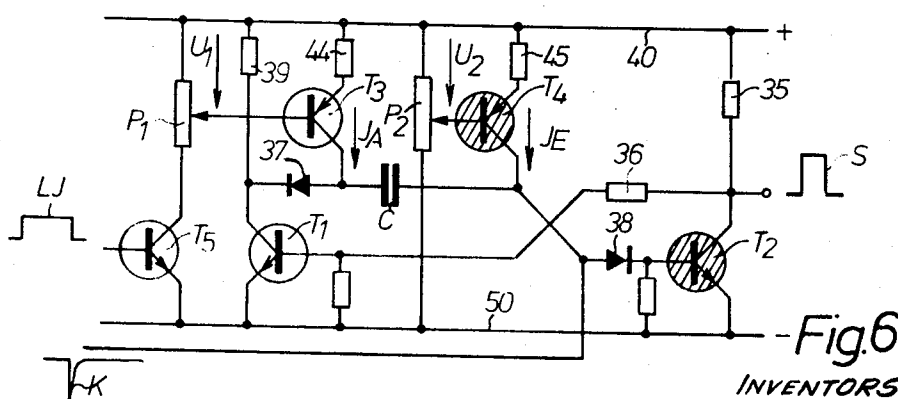 40 +
U1 44 U2 45
39 T3 T4 35
P1 P2
JA JE
37 36 S
LJ C
T5 T1 38 T2
50 -
K
Fig.6
INVENTORS